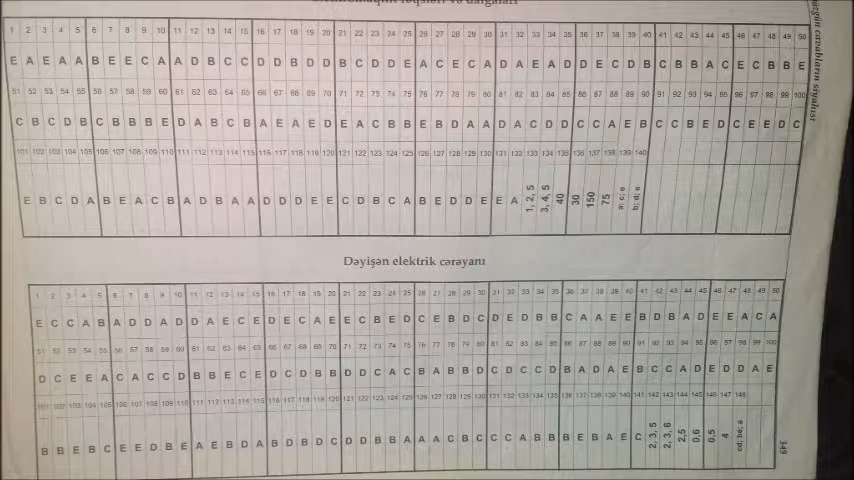 Elektromaqnit rəqsləri və dalğaları
cavabların siyahısı
1 2 3 4 5 6 7 8 9 10 11 12 13 14 15 16 17 18 19 20 21 22 23 24 25 26 27 28 29 30 31 32 33 34 35 36 37 38 39 40 41 42 43 44 45 46 47 48 49 50
E A E A A B E E C A A D B C C D D B D D B C D D E A C E C A D A E A D D E C D B C B B A C E C B B E
51 52 53 54 55 56 57 58 59 60 61 62 63 64 65 66 67 68 69 70 71 72 73 74 75 76 77 78 79 80 81 82 83 84 85 86 87 88 89 90 91 92 93 94 95 96 97 98 99 100
C B C D B C B B B E D A B C B A E A E D E A C B B E B D A A D A C D D C C A E B C C B E D C E E D C
101 102 103 104 105 106 107 108 109 110 111 112 113 114 115 116 117 118 119 120 121 122 123 124 125 126 127 128 129 130 131 132 133 134 135 136 137 138 139 140
E B C D A B E A C B A D B A A D D D E E C D B C A B E D D E E A 1, 2, 5 3, 4, 5 40 30 150 75 a; c; e b; d; e
Dəyişən elektrik cərəyanı
1 2 3 4 5 6 7 8 9 10 11 12 13 14 15 16 17 18 19 20 21 22 23 24 25 26 27 28 29 30 31 32 33 34 35 36 37 38 39 40 41 42 43 44 45 46 47 48 49 50
E C C A B A D D A D D A E C E D E C A E E C B E D C E B D C D E D B B C A A E E B D B A D E E A C A
51 52 53 54 55 56 57 58 59 60 61 62 63 64 65 66 67 68 69 70 71 72 73 74 75 76 77 78 79 80 81 82 83 84 85 86 87 88 89 90 91 92 93 94 95 96 97 98 99 100
D C E E A C A C C D B B E C E D C D B B D D C A C B A B B D C D C C D B A D A E B C C A D E D D A E
101 102 103 104 105 106 107 108 109 110 111 112 113 114 115 116 117 118 119 120 121 122 123 124 125 126 127 128 129 130 131 132 133 134 135 136 137 138 139 140 141 142 143 144 145 146 147 148
B B E B C E E D B E A E B D A B D B D C D D B B A A A C B C C C A B B B E B A E C 2, 3, 5 2, 3, 6 2,5 0,6 0,5 4 cd; be; a
349